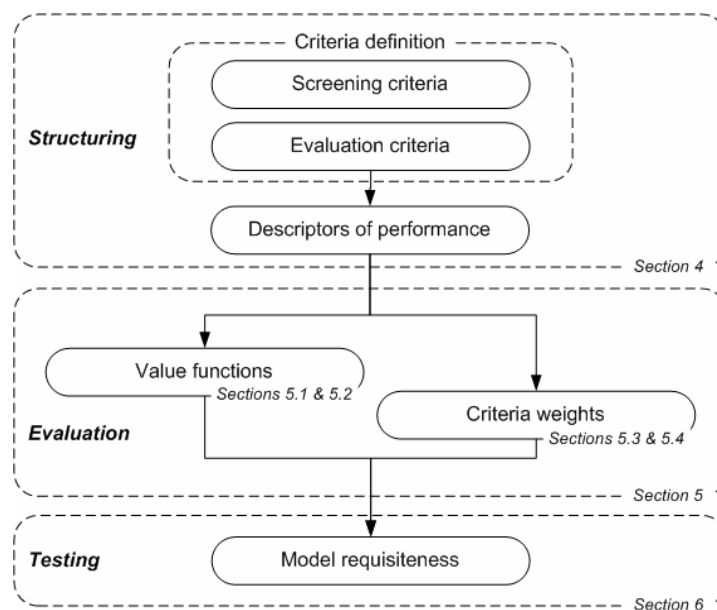 Criteria definition
Screening criteria
Structuring
Evaluation criteria
Descriptors of performance
Section 4
Value functions
Sections 5.1 & 5.2
Criteria weights
Evaluation
Sections 5.3 & 5.4
Section 5
Testing
Model requisiteness
Section 6